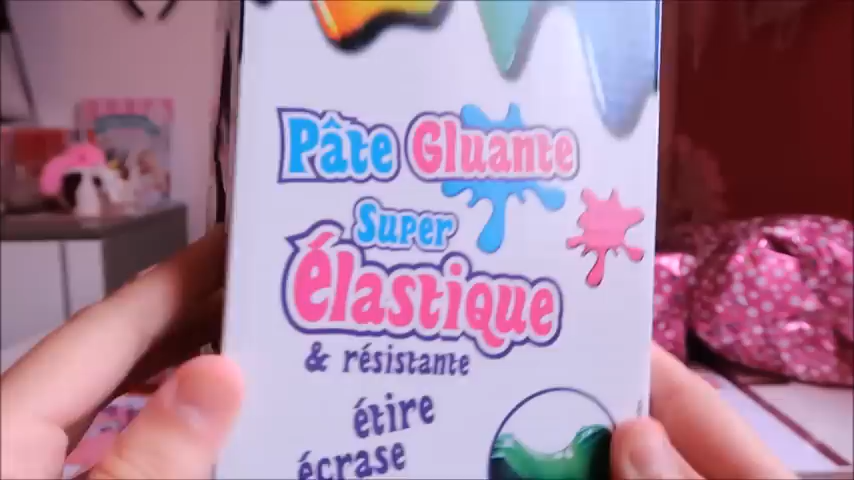 Pâte Gluante
Super
élastique
& résistante
étire
écrase